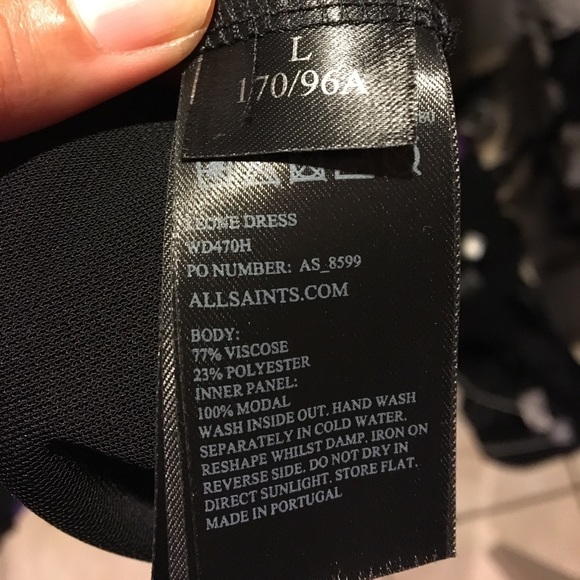 L
170/96A
LEONE DRESS
WD470H
PO NUMBER: AS_8599
ALLSAINTS.COM
BODY:
77% VISCOSE
23% POLYESTER
INNER PANEL:
100% MODAL
WASH INSIDE OUT. HAND WASH
SEPARATELY IN COLD WATER.
RESHAPE WHILST DAMP. IRON ON
REVERSE SIDE. DO NOT DRY IN
DIRECT SUNLIGHT. STORE FLAT.
MADE IN PORTUGAL